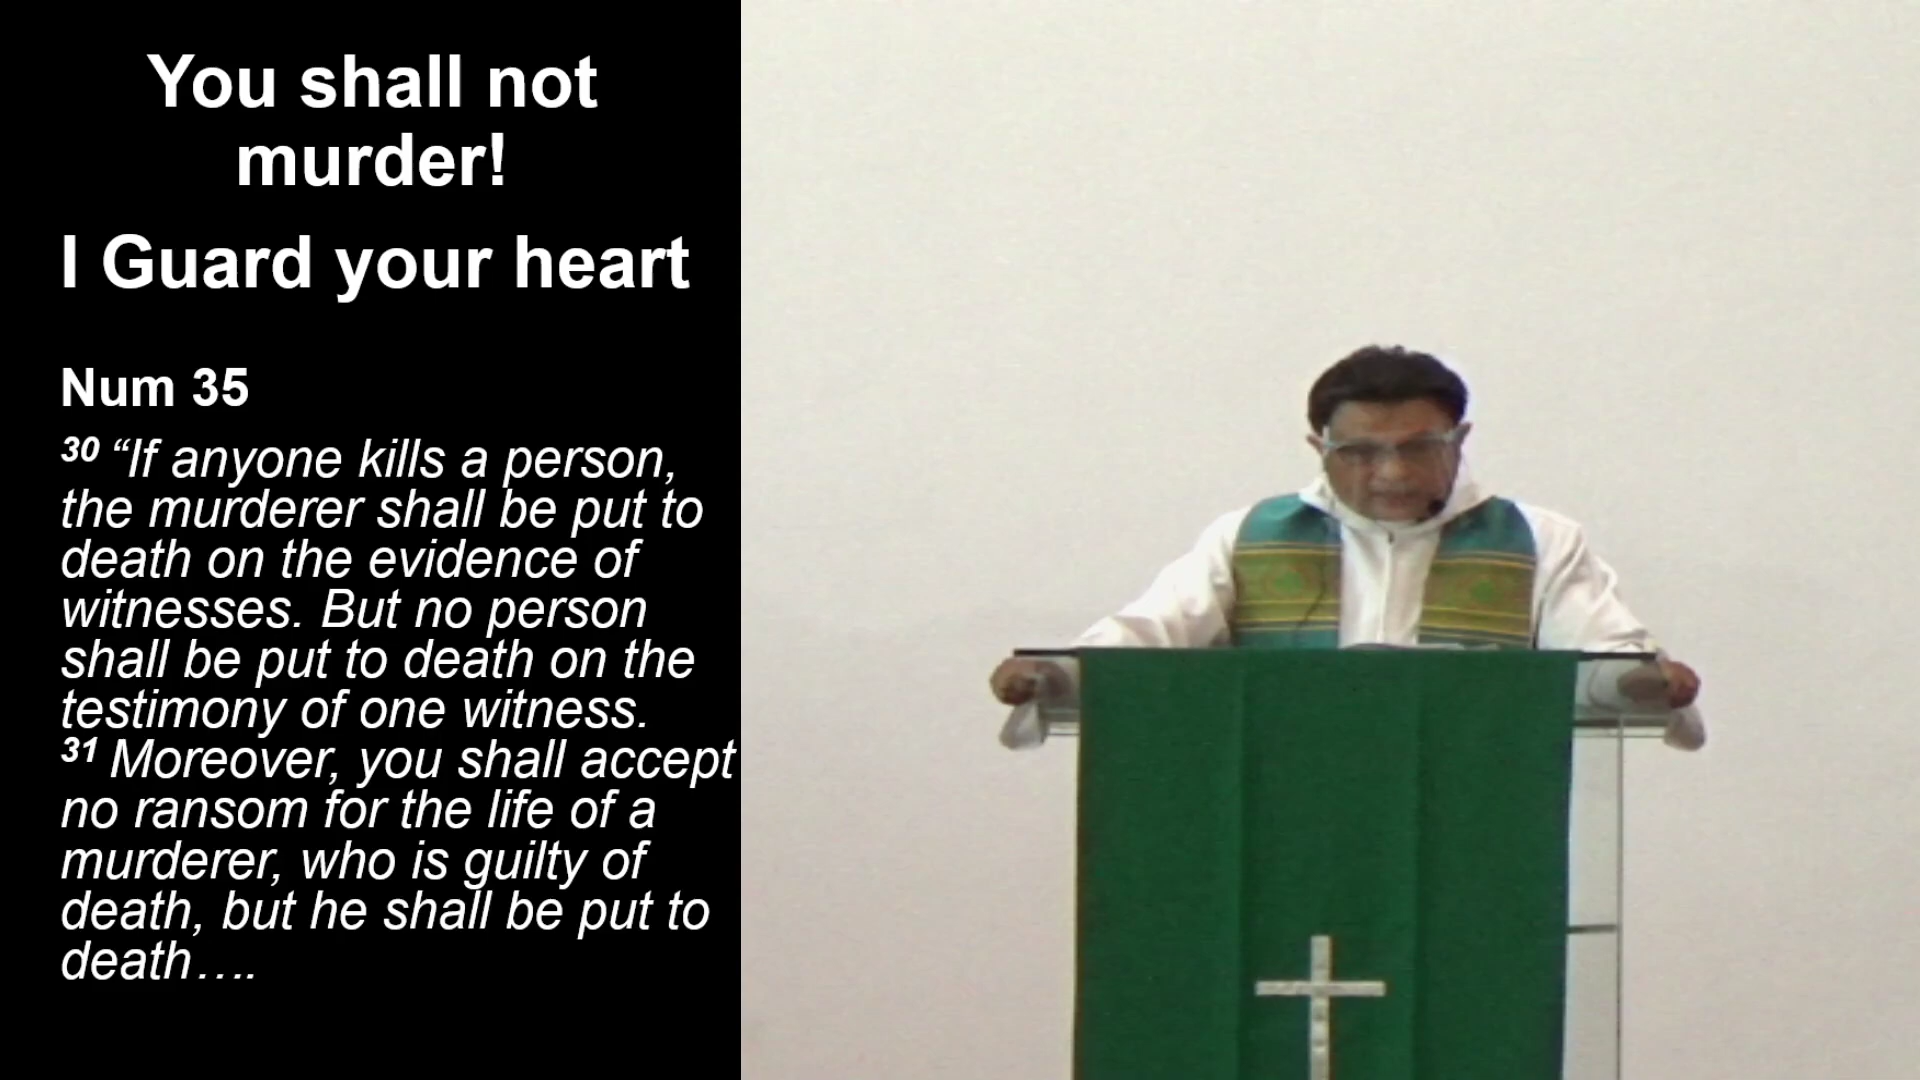 You shall not
murder!
I Guard your heart
Num 35
30 “If anyone kills a person,
the murderer shall be put to
death on the evidence of
witnesses. But no person
shall be put to death on the
testimony of one witness.
31 Moreover, you shall accept
no ransom for the life of a
murderer, who is guilty of
death, but he shall be put to
death….